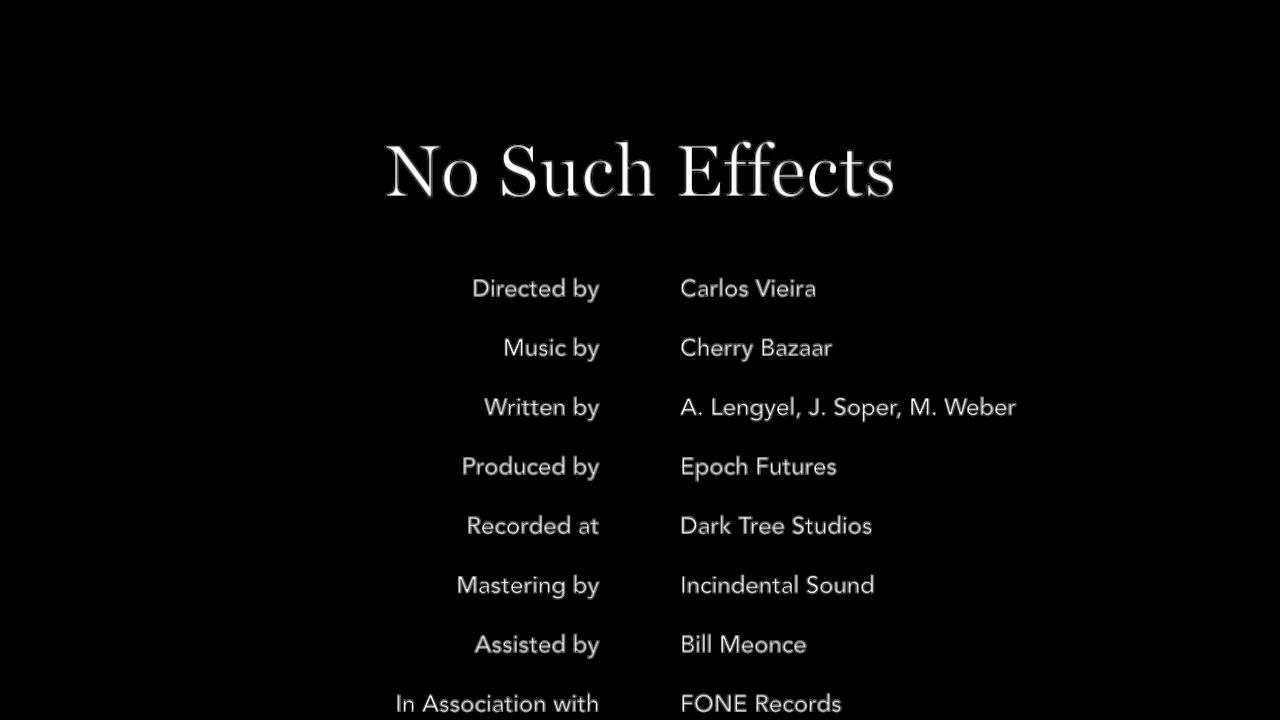 No Such Effects
Directed by Carlos Vieira
Music by Cherry Bazaar
Written by A. Lengyel, J. Soper, M. Weber
Produced by Epoch Futures
Recorded at Dark Tree Studios
Mastering by Incindental Sound
Assisted by Bill Meonce
In Association with FONE Records